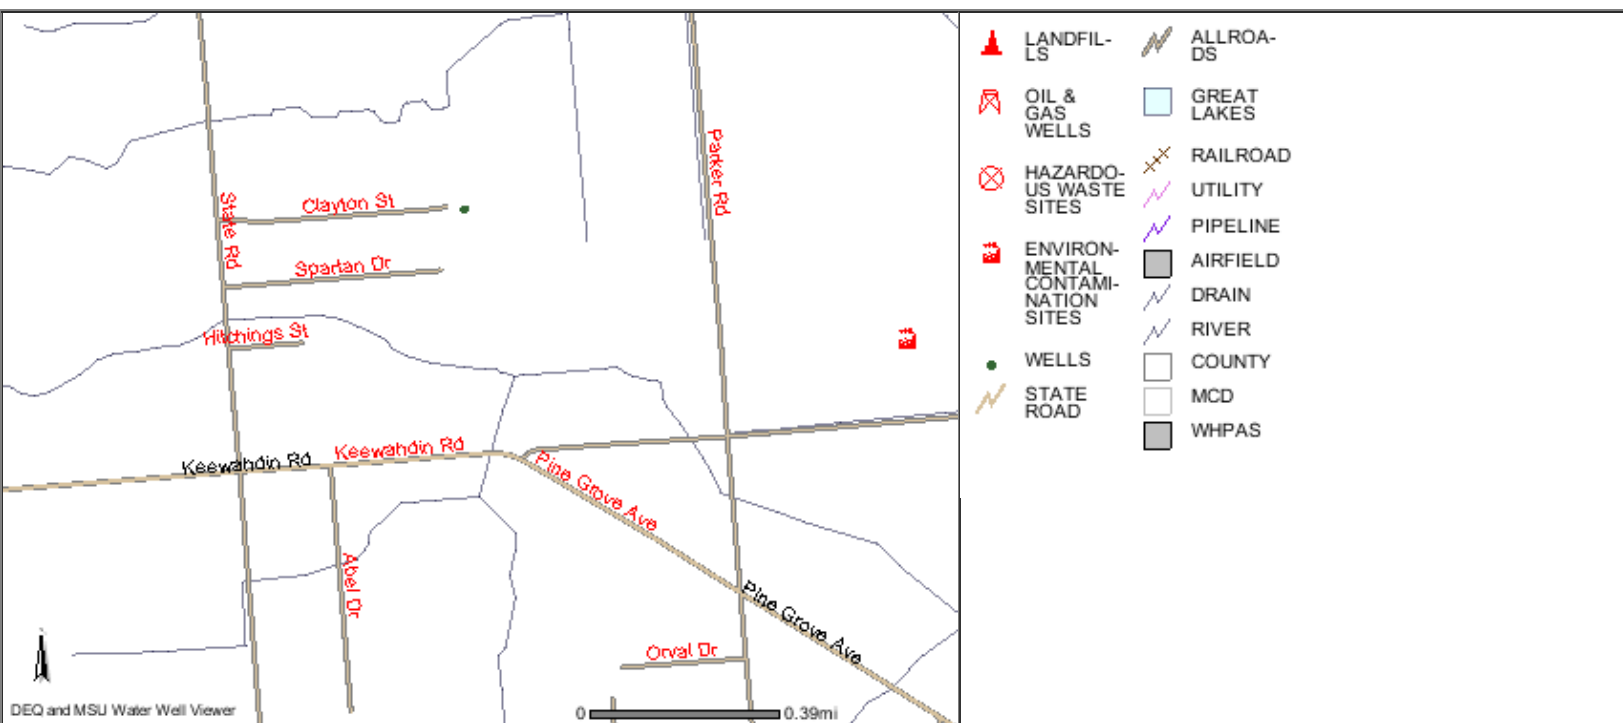 Parker Rd
State Rd
Clayton St
Spartan Dr
Hitchings St
Keewahdin Rd
Keewahdin Rd
Pine Grove Ave
Abel Dr
Pine Grove Ave
Orval Dr
DEQ and MSU Water Well Viewer
0
0.39mi
LANDFIL-
LS
OIL &
GAS
WELLS
HAZARDO-
US WASTE
SITES
ENVIRON-
MENTAL
CONTAMI-
NATION
SITES
WELLS
STATE
ROAD
ALLROA-
DS
GREAT
LAKES
RAILROAD
UTILITY
PIPELINE
AIRFIELD
DRAIN
RIVER
COUNTY
MCD
WHPAS